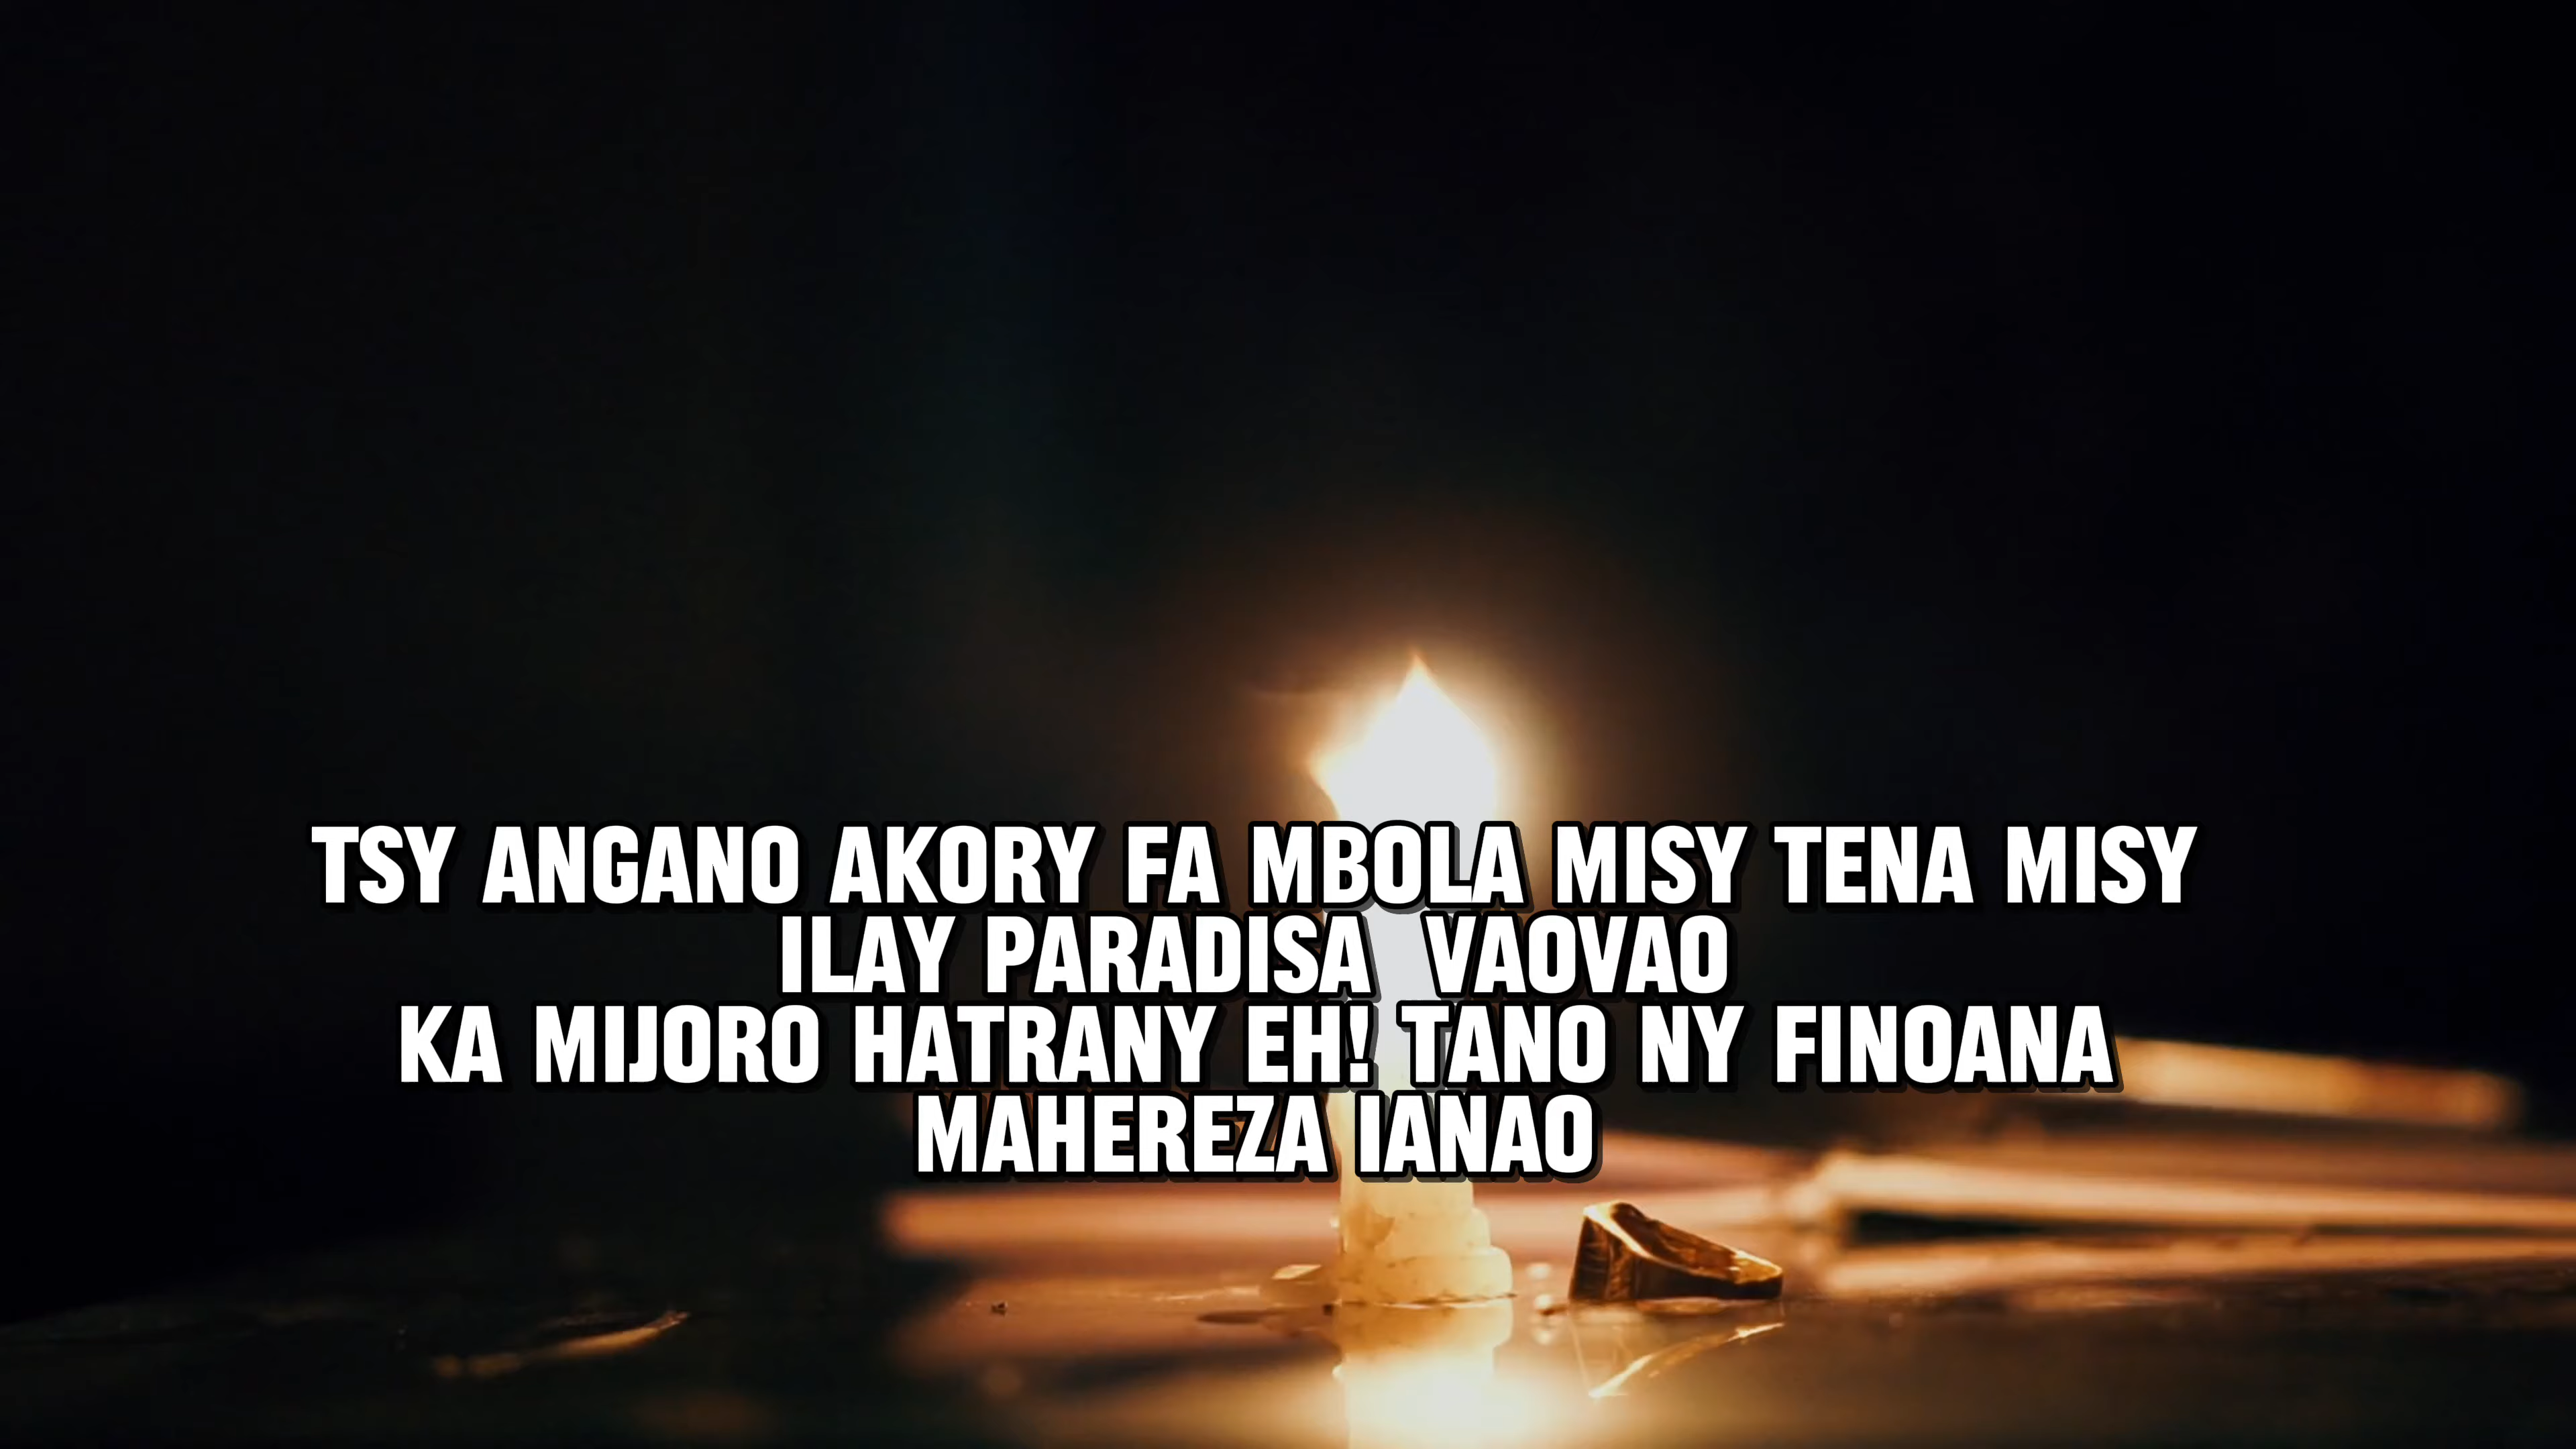 TSY ANGANO AKORY FA MBOLA MISY TENA MISY
ILAY PARADISA VAOVAO
KA MIJORO HATRANY EH! TANO NY FINOANA
MAHEREZA IANAO